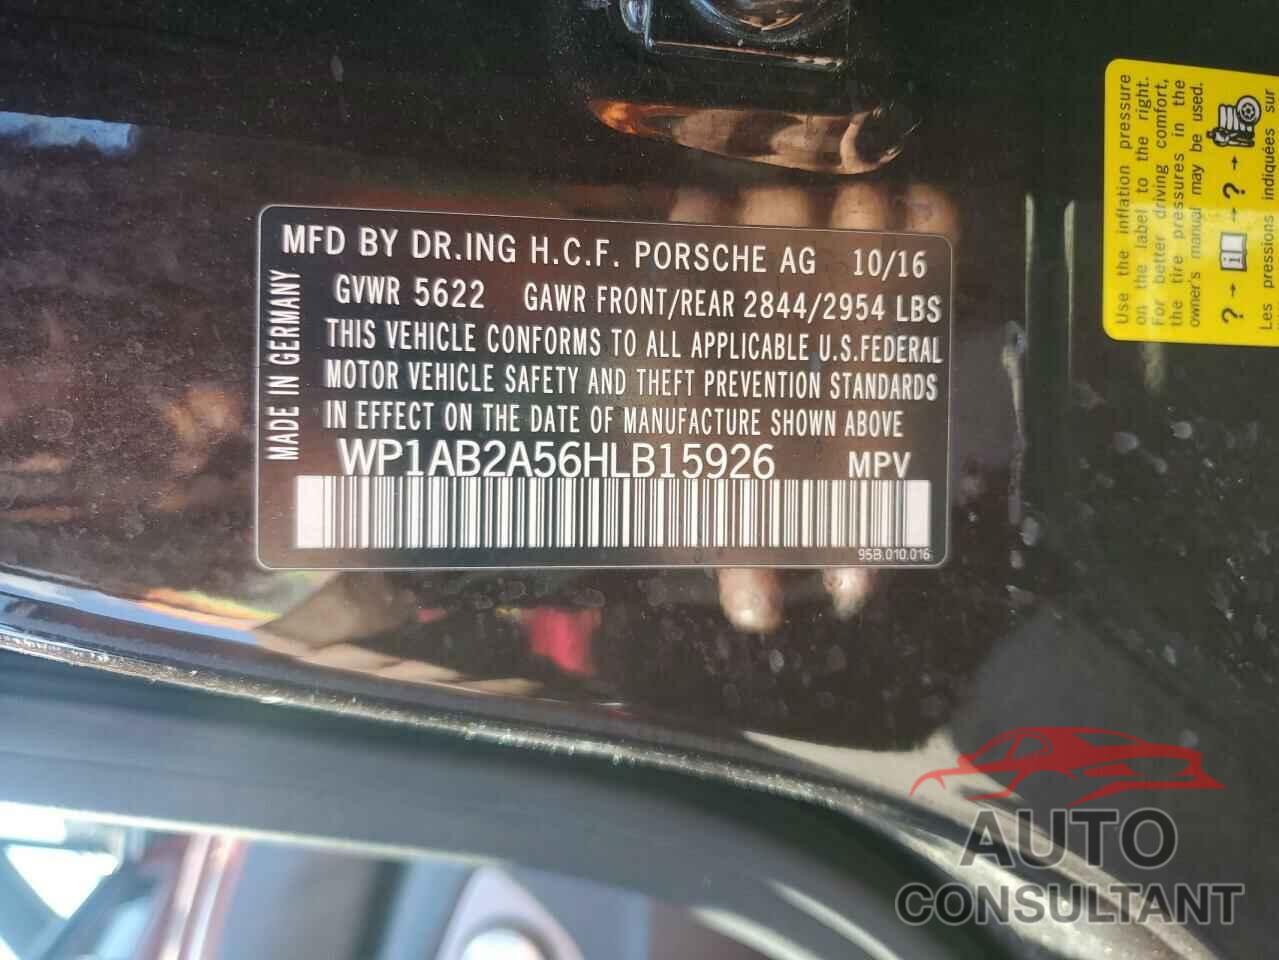 MFD BY DR.ING H.C.F. PORSCHE AG 10/16
GVWR 5622 GAWR FRONT/REAR 2844/2954 LBS
THIS VEHICLE CONFORMS TO ALL APPLICABLE U.S.FEDERAL
MOTOR VEHICLE SAFETY AND THEFT PREVENTION STANDARDS
IN EFFECT ON THE DATE OF MANUFACTURE SHOWN ABOVE
MADE IN GERMANY
WP1AB2A56HLB15926 MPV
95B.010.016
Use the inflation pressure
on the label to the right.
For better driving comfort,
the tire pressures in the
owner's manual may be used.
? → → ? →
Les pressions indiquées sur
AUTO
CONSULTANT